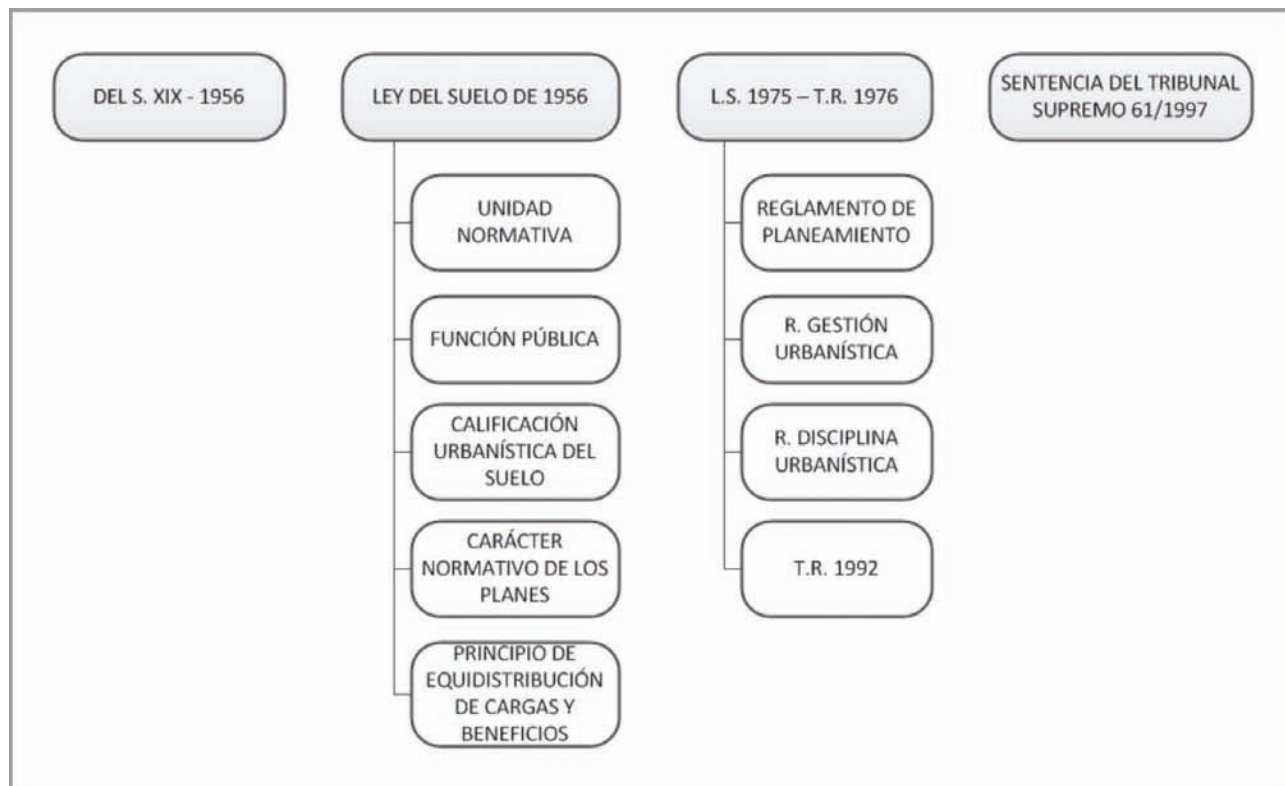 DEL S. XIX - 1956
LEY DEL SUELO DE 1956
UNIDAD
NORMATIVA
FUNCIÓN PÚBLICA
CALIFICACIÓN
URBANÍSTICA DEL
SUELO
CARÁCTER
NORMATIVO DE LOS
PLANES
PRINCIPIO DE
EQUIDISTRIBUCIÓN
DE CARGAS Y
BENEFICIOS
L.S. 1975 – T.R. 1976
REGLAMENTO DE
PLANEAMIENTO
R. GESTIÓN
URBANÍSTICA
R. DISCIPLINA
URBANÍSTICA
T.R. 1992
SENTENCIA DEL TRIBUNAL
SUPREMO 61/1997